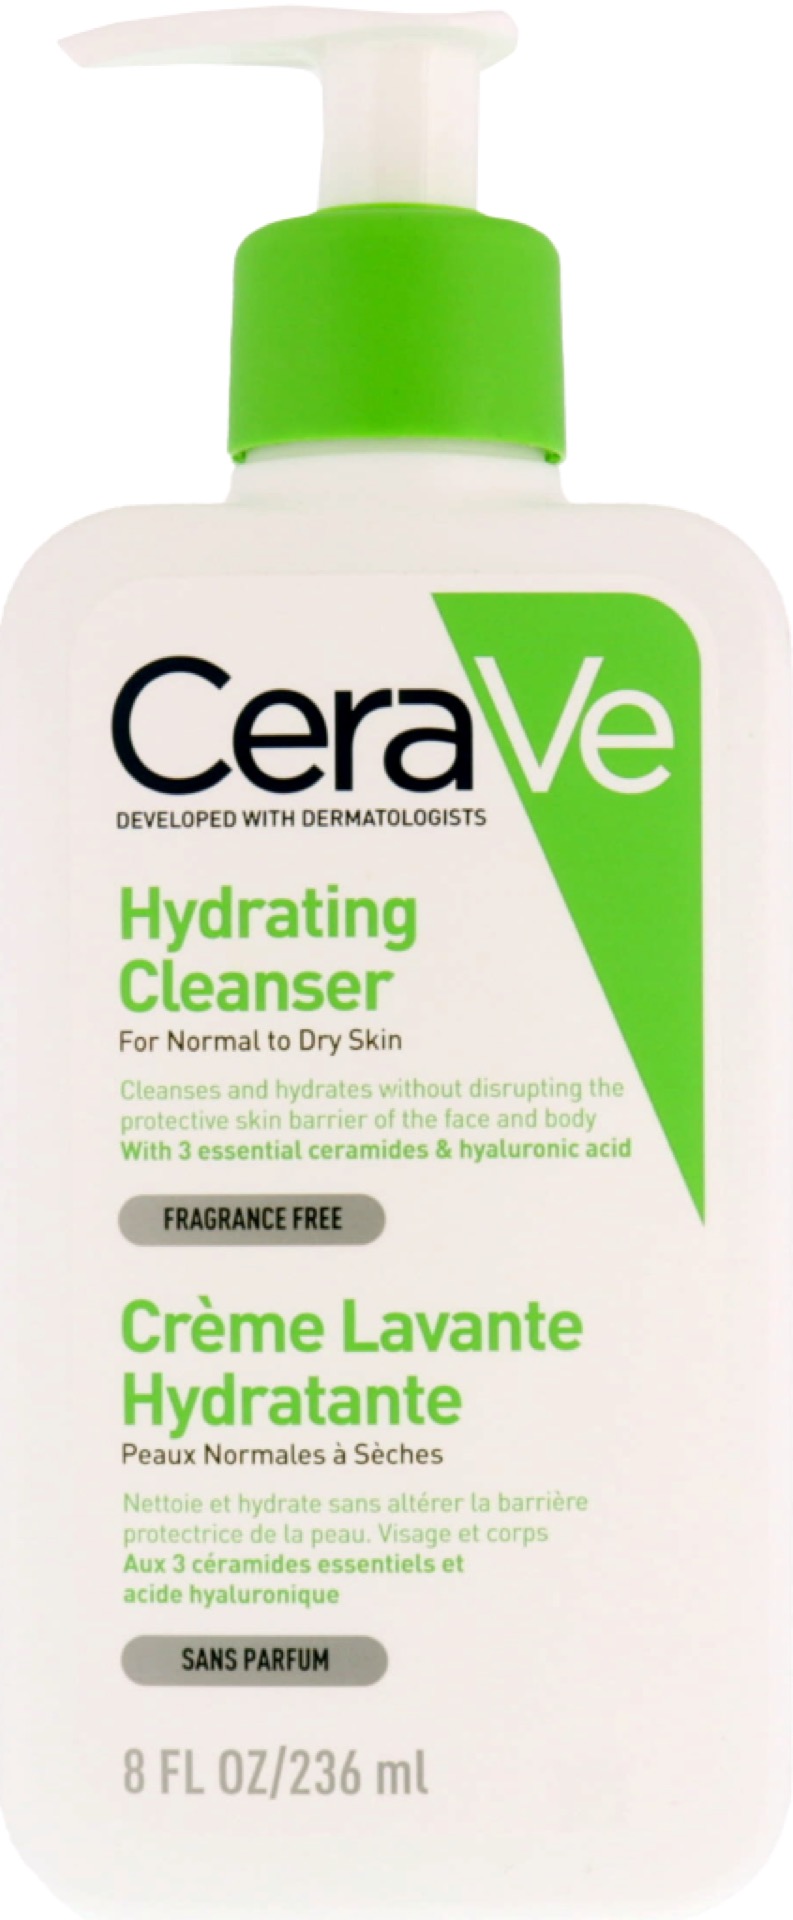 CeraVe
DEVELOPED WITH DERMATOLOGISTS
Hydrating
Cleanser
For Normal to Dry Skin
Cleanses and hydrates without disrupting the
protective skin barrier of the face and body
With 3 essential ceramides & hyaluronic acid
FRAGRANCE FREE
Crème Lavante
Hydratante
Peaux Normales à Sèches
Nettoie et hydrate sans altérer la barrière
protectrice de la peau. Visage et corps
Aux 3 céramides essentiels et
acide hyaluronique
SANS PARFUM
8 FL OZ/236 ml